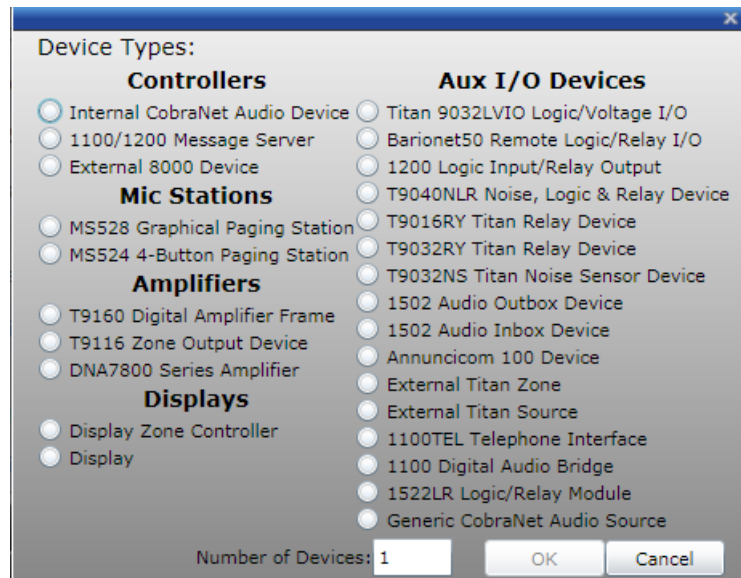 Device Types:
Controllers
Internal CobraNet Audio Device
1100/1200 Message Server
External 8000 Device
Mic Stations
MS528 Graphical Paging Station
MS524 4-Button Paging Station
Amplifiers
T9160 Digital Amplifier Frame
T9116 Zone Output Device
DNA7800 Series Amplifier
Displays
Display Zone Controller
Display
Aux I/O Devices
Titan 9032LVIO Logic/Voltage I/O
Barionet50 Remote Logic/Relay I/O
1200 Logic Input/Relay Output
T9040NLR Noise, Logic & Relay Device
T9016RY Titan Relay Device
T9032RY Titan Relay Device
T9032NS Titan Noise Sensor Device
1502 Audio Outbox Device
1502 Audio Inbox Device
Annuncicom 100 Device
External Titan Zone
External Titan Source
1100TEL Telephone Interface
1100 Digital Audio Bridge
1522LR Logic/Relay Module
Generic CobraNet Audio Source
Number of Devices: 1
OK
Cancel